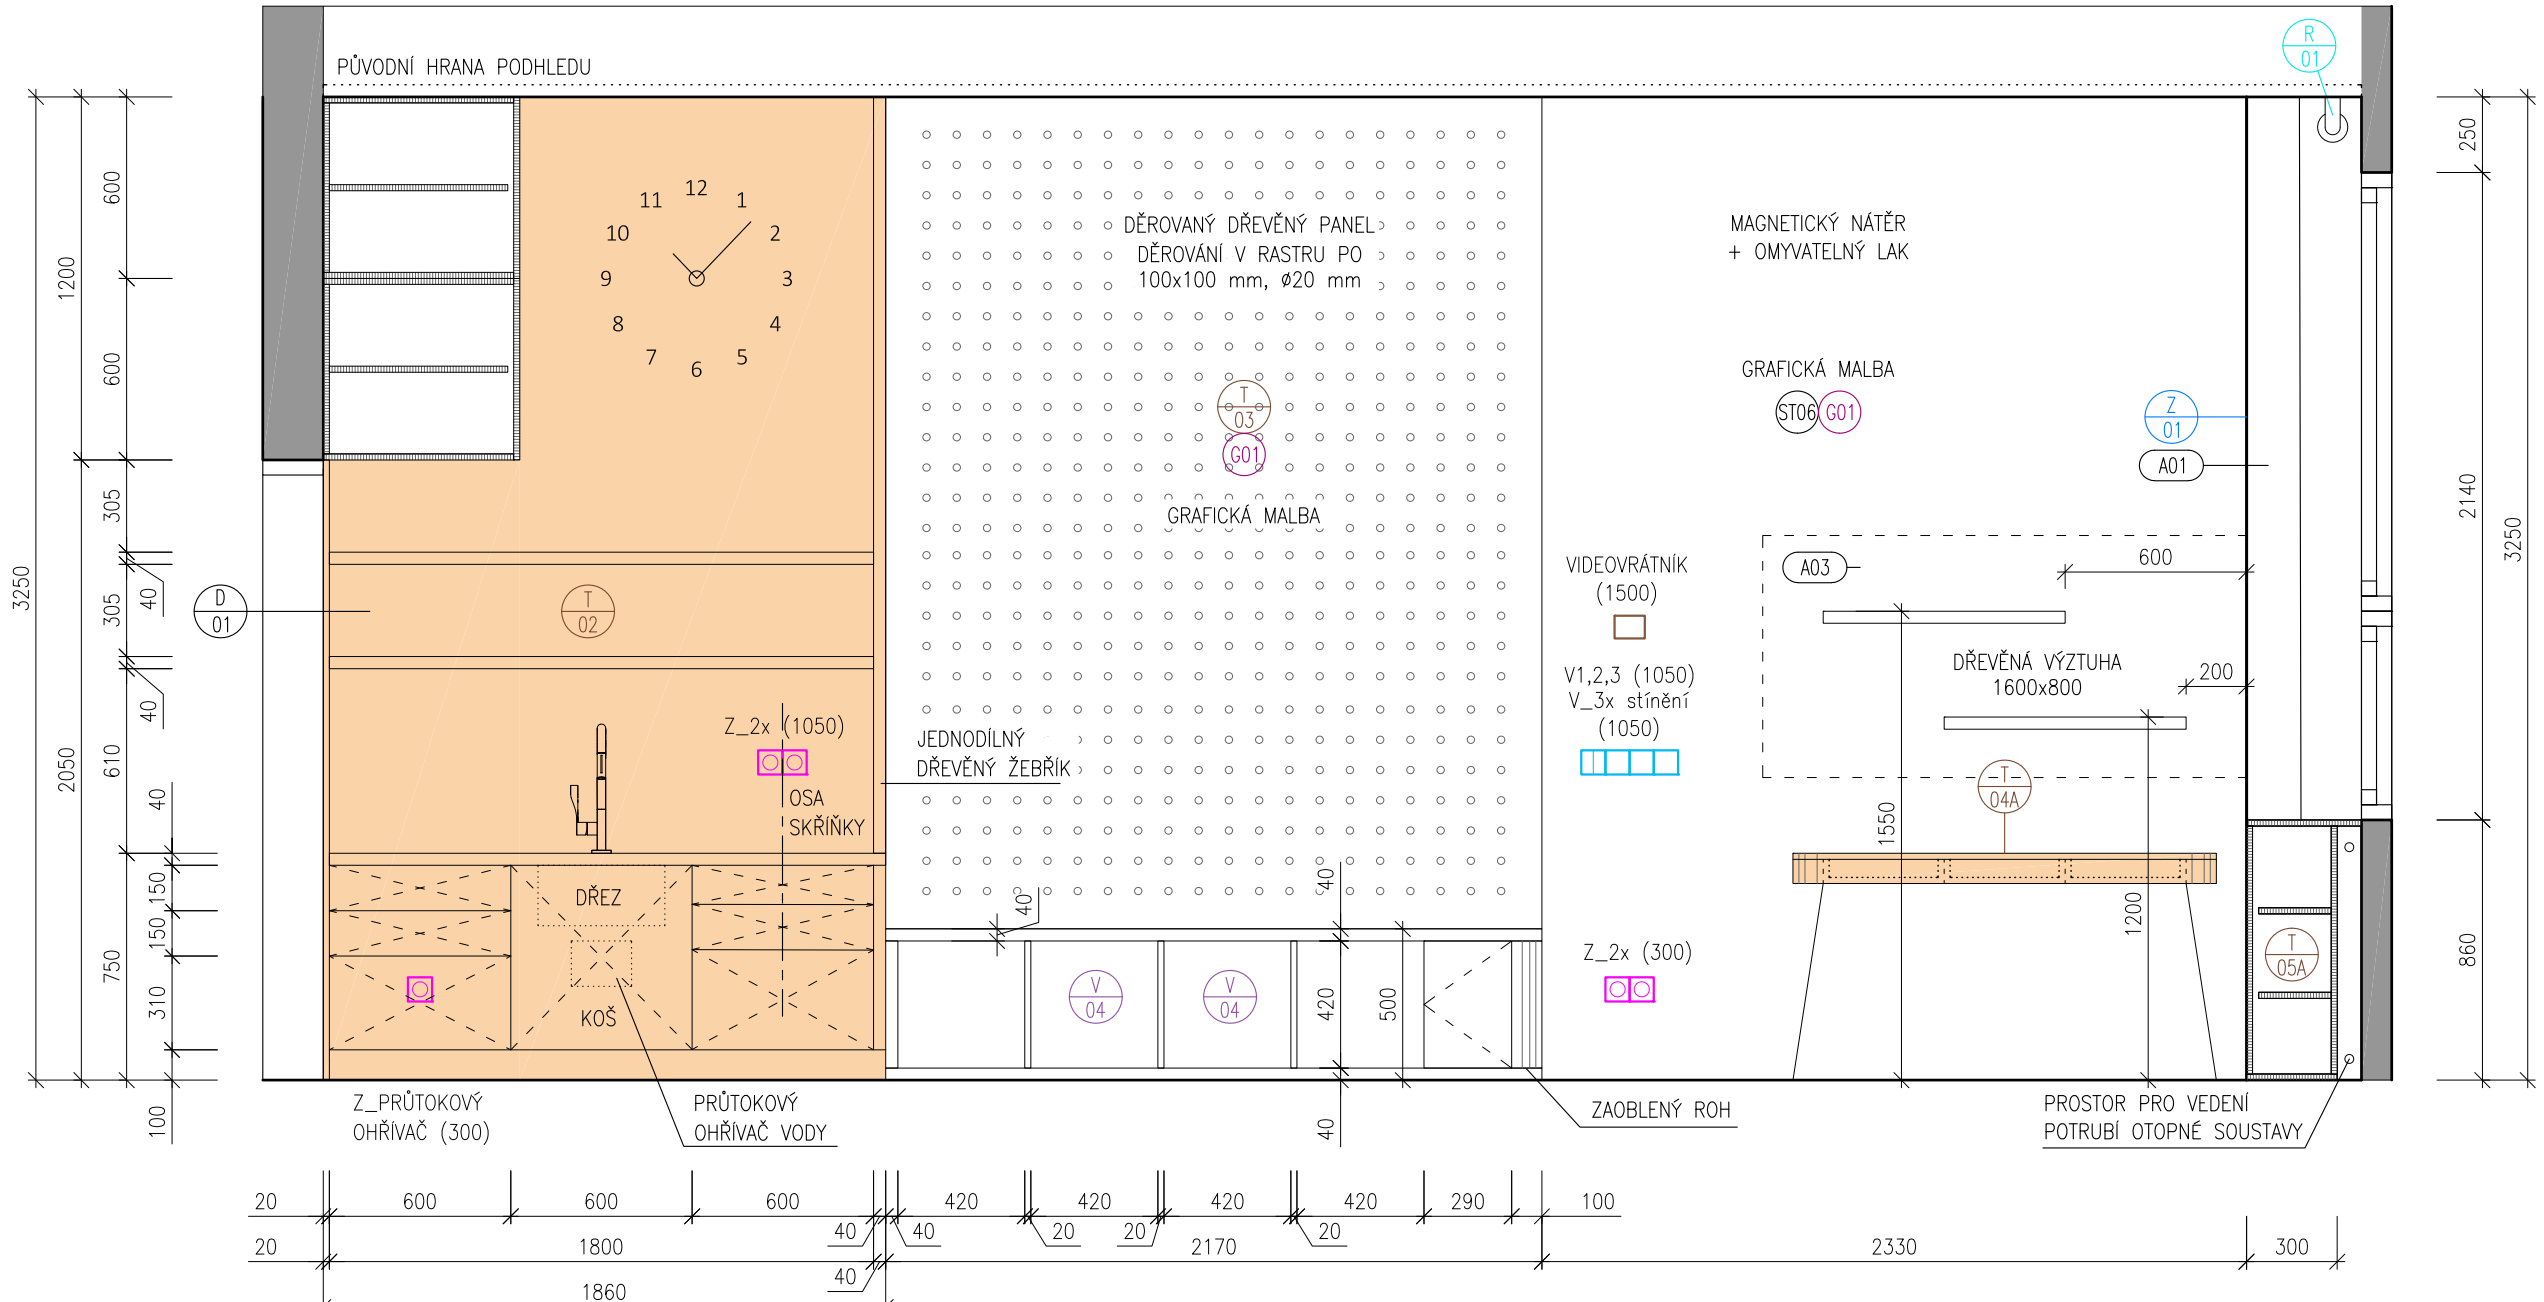 PŮVODNÍ HRANA PODHLEDU
R
01
12
11
1
10
2
9
3
8
4
7
5
6
DĚROVANÝ DŘEVĚNÝ PANEL
DĚROVÁNÍ V RASTRU PO
100x100 mm, ø20 mm
MAGNETICKÝ NÁTĚR
+ OMYVATELNÝ LAK
GRAFICKÁ MALBA
ST06
G01
T
03
G01
GRAFICKÁ MALBA
Z
01
A01
A03
600
VIDEOVRÁTNÍK
(1500)
D
01
T
02
V1,2,3 (1050)
V_3x stínění
(1050)
DŘEVĚNÁ VÝZTUHA
1600x800
200
Z_2x (1050)
JEDNODÍLNÝ
DŘEVĚNÝ ŽEBŘÍK
OSA
SKŘÍŇKY
T
04A
1550
1200
DŘEZ
KOŠ
40
40
420
500
40
V
04
V
04
Z_2x (300)
T
05A
3250
1200
2050
600
600
305
40
305
40
610
750
40
150
150
310
100
250
2140
860
3250
Z_PRŮTOKOVÝ
OHŘÍVAČ (300)
PRŮTOKOVÝ
OHŘÍVAČ VODY
ZAOBLENÝ ROH
PROSTOR PRO VEDENÍ
POTRUBÍ OTOPNÉ SOUSTAVY
20 600 600 600 420 420 420 420 290 100
40 40 20 20 20
20 1800 2170 2330 300
40
1860